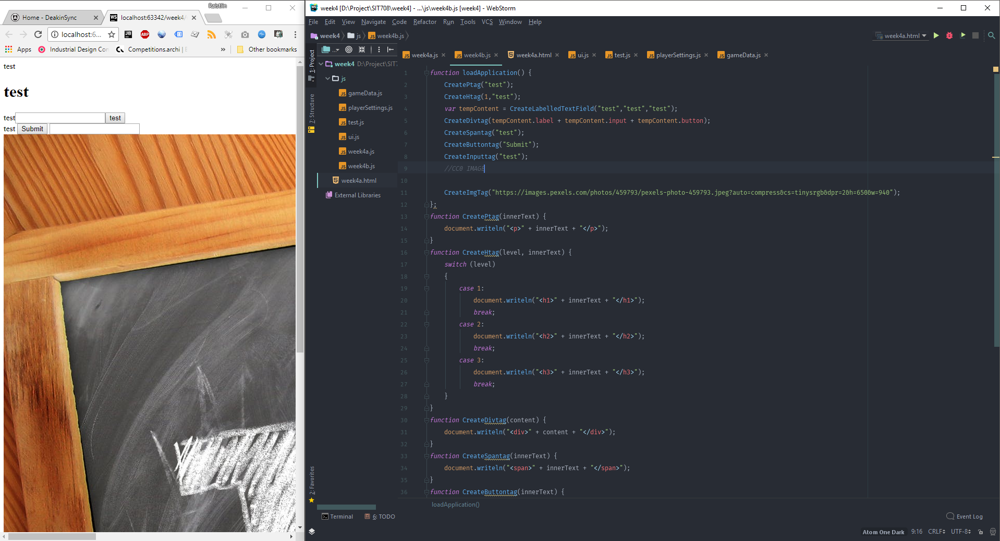 Raistlin
Home - DeakinSync
localhost:63342/week4/
localhost:6...
Apps
Industrial Design Con
Competitions.archi |
»
Other bookmarks
test
test
test
test
test
Submit
week4 [D:\Project\SIT708\week4] - ...\js\week4b.js [week4] - WebStorm
File Edit View Navigate Code Refactor Run Tools VCS Window Help
week4 js week4b.js
week4a.html
1: Project
7: Structure
2: Favorites
week4 D:\Project\SIT7
js
gameData.js
playerSettings.js
test.js
ui.js
week4a.js
week4b.js
week4a.html
External Libraries
week4a.js week4b.js week4a.html ui.js test.js playerSettings.js gameData.js
1 function loadApplication() {
2 CreatePtag("test");
3 CreateHtag(1,"test");
4 var tempContent = CreateLabelledTextField("test","test","test");
5 CreateDivtag(tempContent.label + tempContent.input + tempContent.button);
6 CreateSpantag("test");
7 CreateButtontag("Submit");
8 CreateInputtag("test");
9 //CC0 IMAGE
10
11 CreateImgTag("https://images.pexels.com/photos/459793/pexels-photo-459793.jpeg?auto=compress&cs=tinysrgb&dpr=2&h=650&w=940");
12 };
13 function CreatePtag(innerText) {
14 document.writeln("<p>" + innerText + "</p>");
15 }
16 function CreateHtag(level, innerText) {
17 switch (level)
18 {
19 case 1:
20 document.writeln("<h1>" + innerText + "</h1>");
21 break;
22 case 2:
23 document.writeln("<h2>" + innerText + "</h2>");
24 break;
25 case 3:
26 document.writeln("<h3>" + innerText + "</h3>");
27 break;
28 }
29 }
30 function CreateDivtag(content) {
31 document.writeln("<div>" + content + "</div>");
32 }
33 function CreateSpantag(innerText) {
34 document.writeln("<span>" + innerText + "</span>");
35 }
36 function CreateButtontag(innerText) {
loadApplication()
Terminal 6: TODO
Event Log
Atom One Dark 9:16 CRLF UTF-8